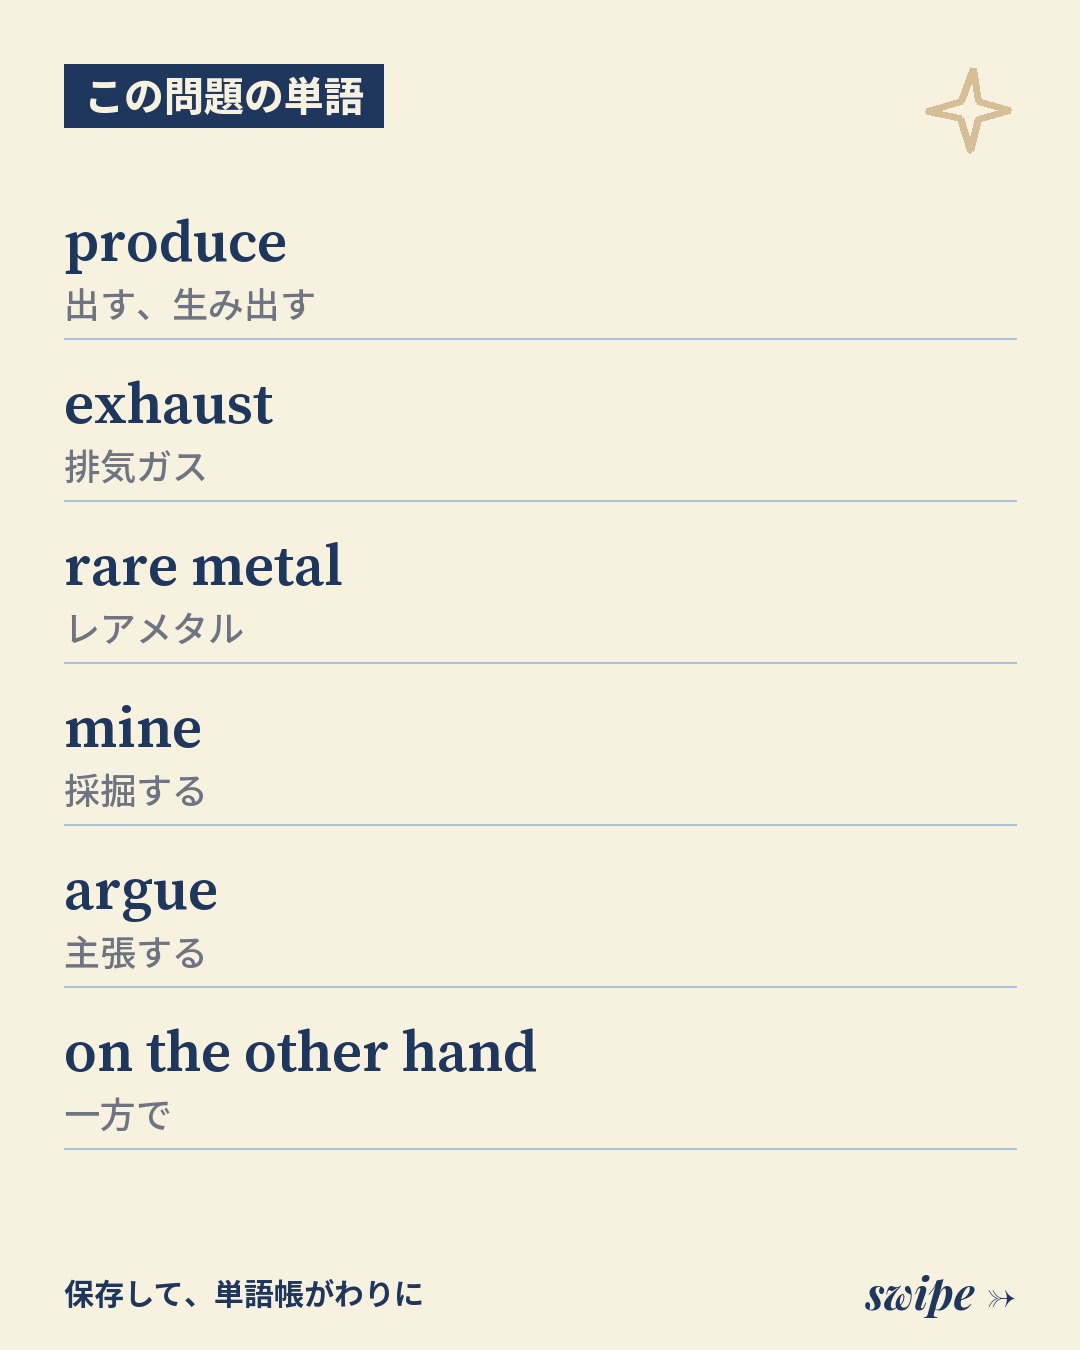 この問題の単語
produce
出す、生み出す
exhaust
排気ガス
rare metal
レアメタル
mine
採掘する
argue
主張する
on the other hand
一方で
保存して、単語帳がわりに
swipe